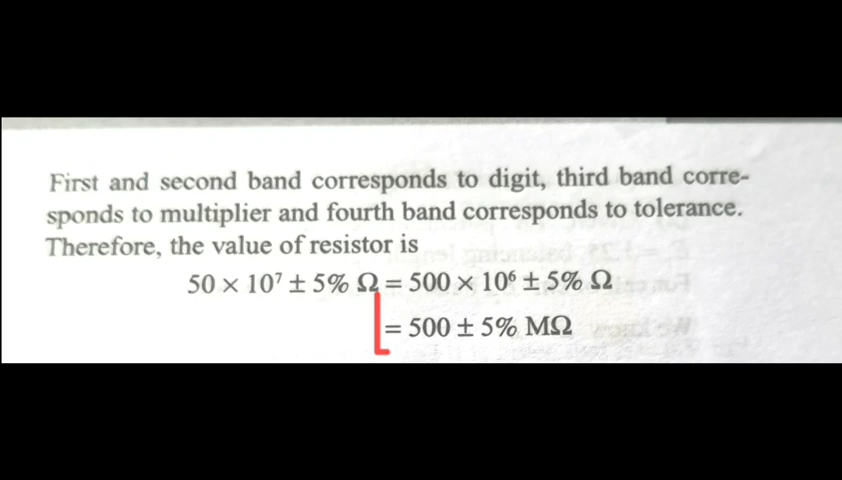 First and second band corresponds to digit, third band corre-
sponds to multiplier and fourth band corresponds to tolerance.
Therefore, the value of resistor is
50 × 10⁷ ± 5% Ω = 500 × 10⁶ ± 5% Ω
= 500 ± 5% MΩ